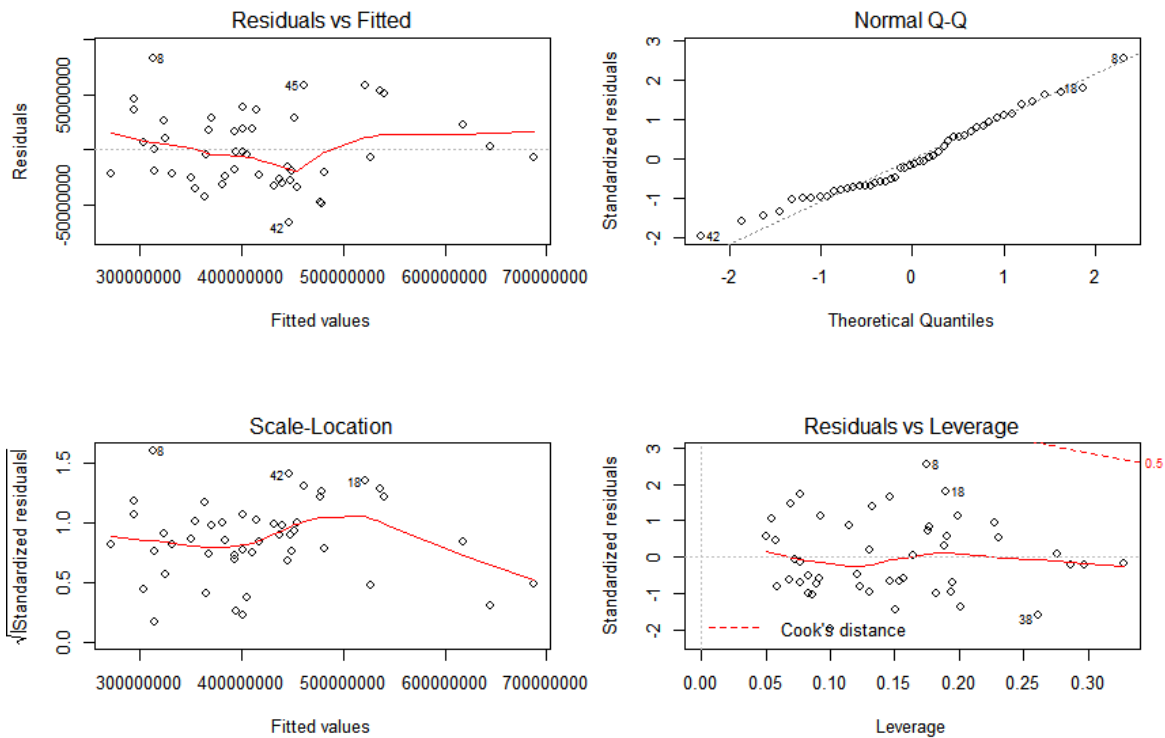 Residuals vs Fitted
Residuals
50000000
-50000000
8
45
42
300000000 400000000 500000000 600000000 700000000
Fitted values
Normal Q-Q
Standardized residuals
3
2
1
0
-1
-2
8
18
42
-2 -1 0 1 2
Theoretical Quantiles
Scale-Location
√|Standardized residuals|
1.5
1.0
0.5
0.0
8
42
18
300000000 400000000 500000000 600000000 700000000
Fitted values
Residuals vs Leverage
Standardized residuals
3
2
1
0
-1
-2
0.5
8
18
38
Cook's distance
0.00 0.05 0.10 0.15 0.20 0.25 0.30
Leverage